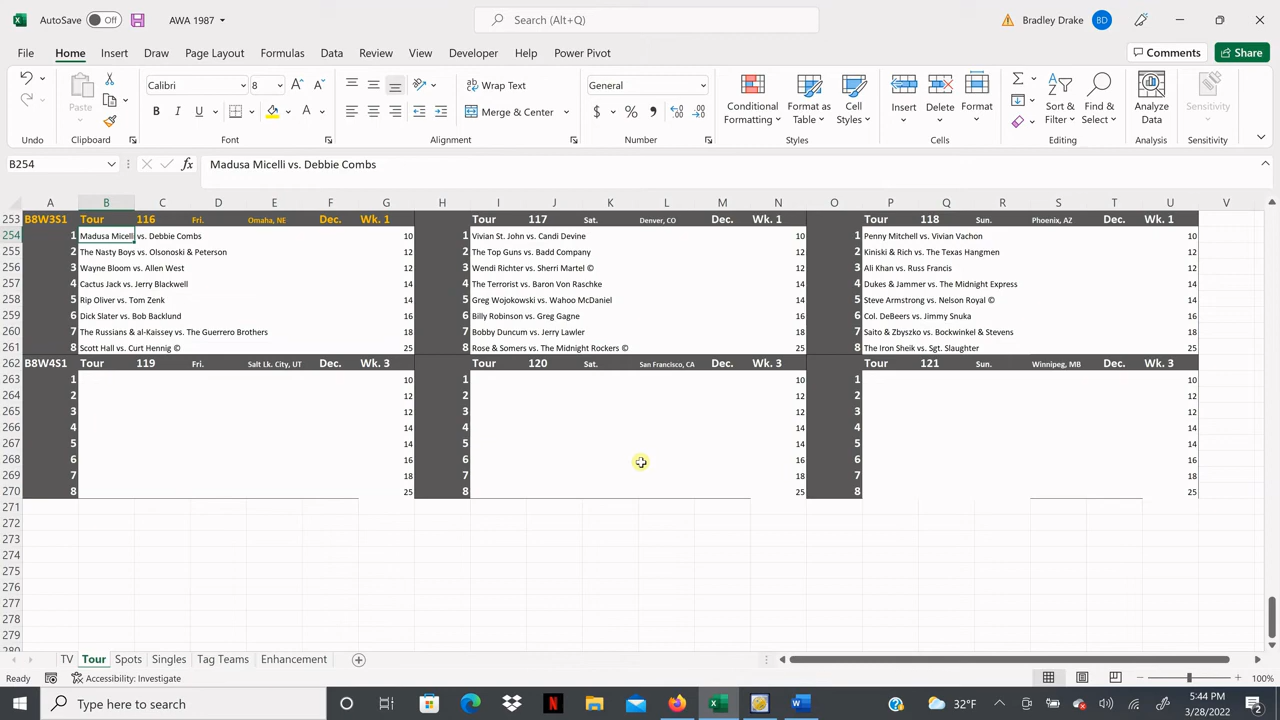 AutoSave Off AWA 1987 Search (Alt+Q) Bradley Drake BD
File Home Insert Draw Page Layout Formulas Data Review View Developer Help Power Pivot Comments Share
Calibri 8 Wrap Text General
Paste B I U Merge & Center $ % Conditional Formatting Format as Table Cell Styles Insert Delete Format Sort & Filter Find & Select Analyze Data Sensitivity
Undo Clipboard Font Alignment Number Styles Cells Editing Analysis Sensitivity
B254 fx Madusa Micelli vs. Debbie Combs
A B C D E F G H I J K L M N O P Q R S T U V
253 B8W3S1 Tour 116 Fri. Omaha, NE Dec. Wk. 1 Tour 117 Sat. Denver, CO Dec. Wk. 1 Tour 118 Sun. Phoenix, AZ Dec. Wk. 1
254 1 Madusa Micelli vs. Debbie Combs 10 1 Vivian St. John vs. Candi Devine 10 1 Penny Mitchell vs. Vivian Vachon 10
255 2 The Nasty Boys vs. Olsonoski & Peterson 12 2 The Top Guns vs. Badd Company 12 2 Kiniski & Rich vs. The Texas Hangmen 12
256 3 Wayne Bloom vs. Allen West 12 3 Wendi Richter vs. Sherri Martel © 12 3 Ali Khan vs. Russ Francis 12
257 4 Cactus Jack vs. Jerry Blackwell 14 4 The Terrorist vs. Baron Von Raschke 14 4 Dukes & Jammer vs. The Midnight Express 14
258 5 Rip Oliver vs. Tom Zenk 14 5 Greg Wojokowski vs. Wahoo McDaniel 14 5 Steve Armstrong vs. Nelson Royal © 14
259 6 Dick Slater vs. Bob Backlund 16 6 Billy Robinson vs. Greg Gagne 16 6 Col. DeBeers vs. Jimmy Snuka 16
260 7 The Russians & al-Kaissey vs. The Guerrero Brothers 18 7 Bobby Duncum vs. Jerry Lawler 18 7 Saito & Zbyszko vs. Bockwinkel & Stevens 18
261 8 Scott Hall vs. Curt Hennig © 25 8 Rose & Somers vs. The Midnight Rockers © 25 8 The Iron Sheik vs. Sgt. Slaughter 25
262 B8W4S1 Tour 119 Fri. Salt Lk. City, UT Dec. Wk. 3 Tour 120 Sat. San Francisco, CA Dec. Wk. 3 Tour 121 Sun. Winnipeg, MB Dec. Wk. 3
263 1 10 1 10 1 10
264 2 12 2 12 2 12
265 3 12 3 12 3 12
266 4 14 4 14 4 14
267 5 14 5 14 5 14
268 6 16 6 16 6 16
269 7 18 7 18 7 18
270 8 25 8 25 8 25
271
272
273
274
275
276
277
278
279
280
TV Tour Spots Singles Tag Teams Enhancement
Ready Accessibility: Investigate 100%
Type here to search 32°F 5:44 PM
3/28/2022 2